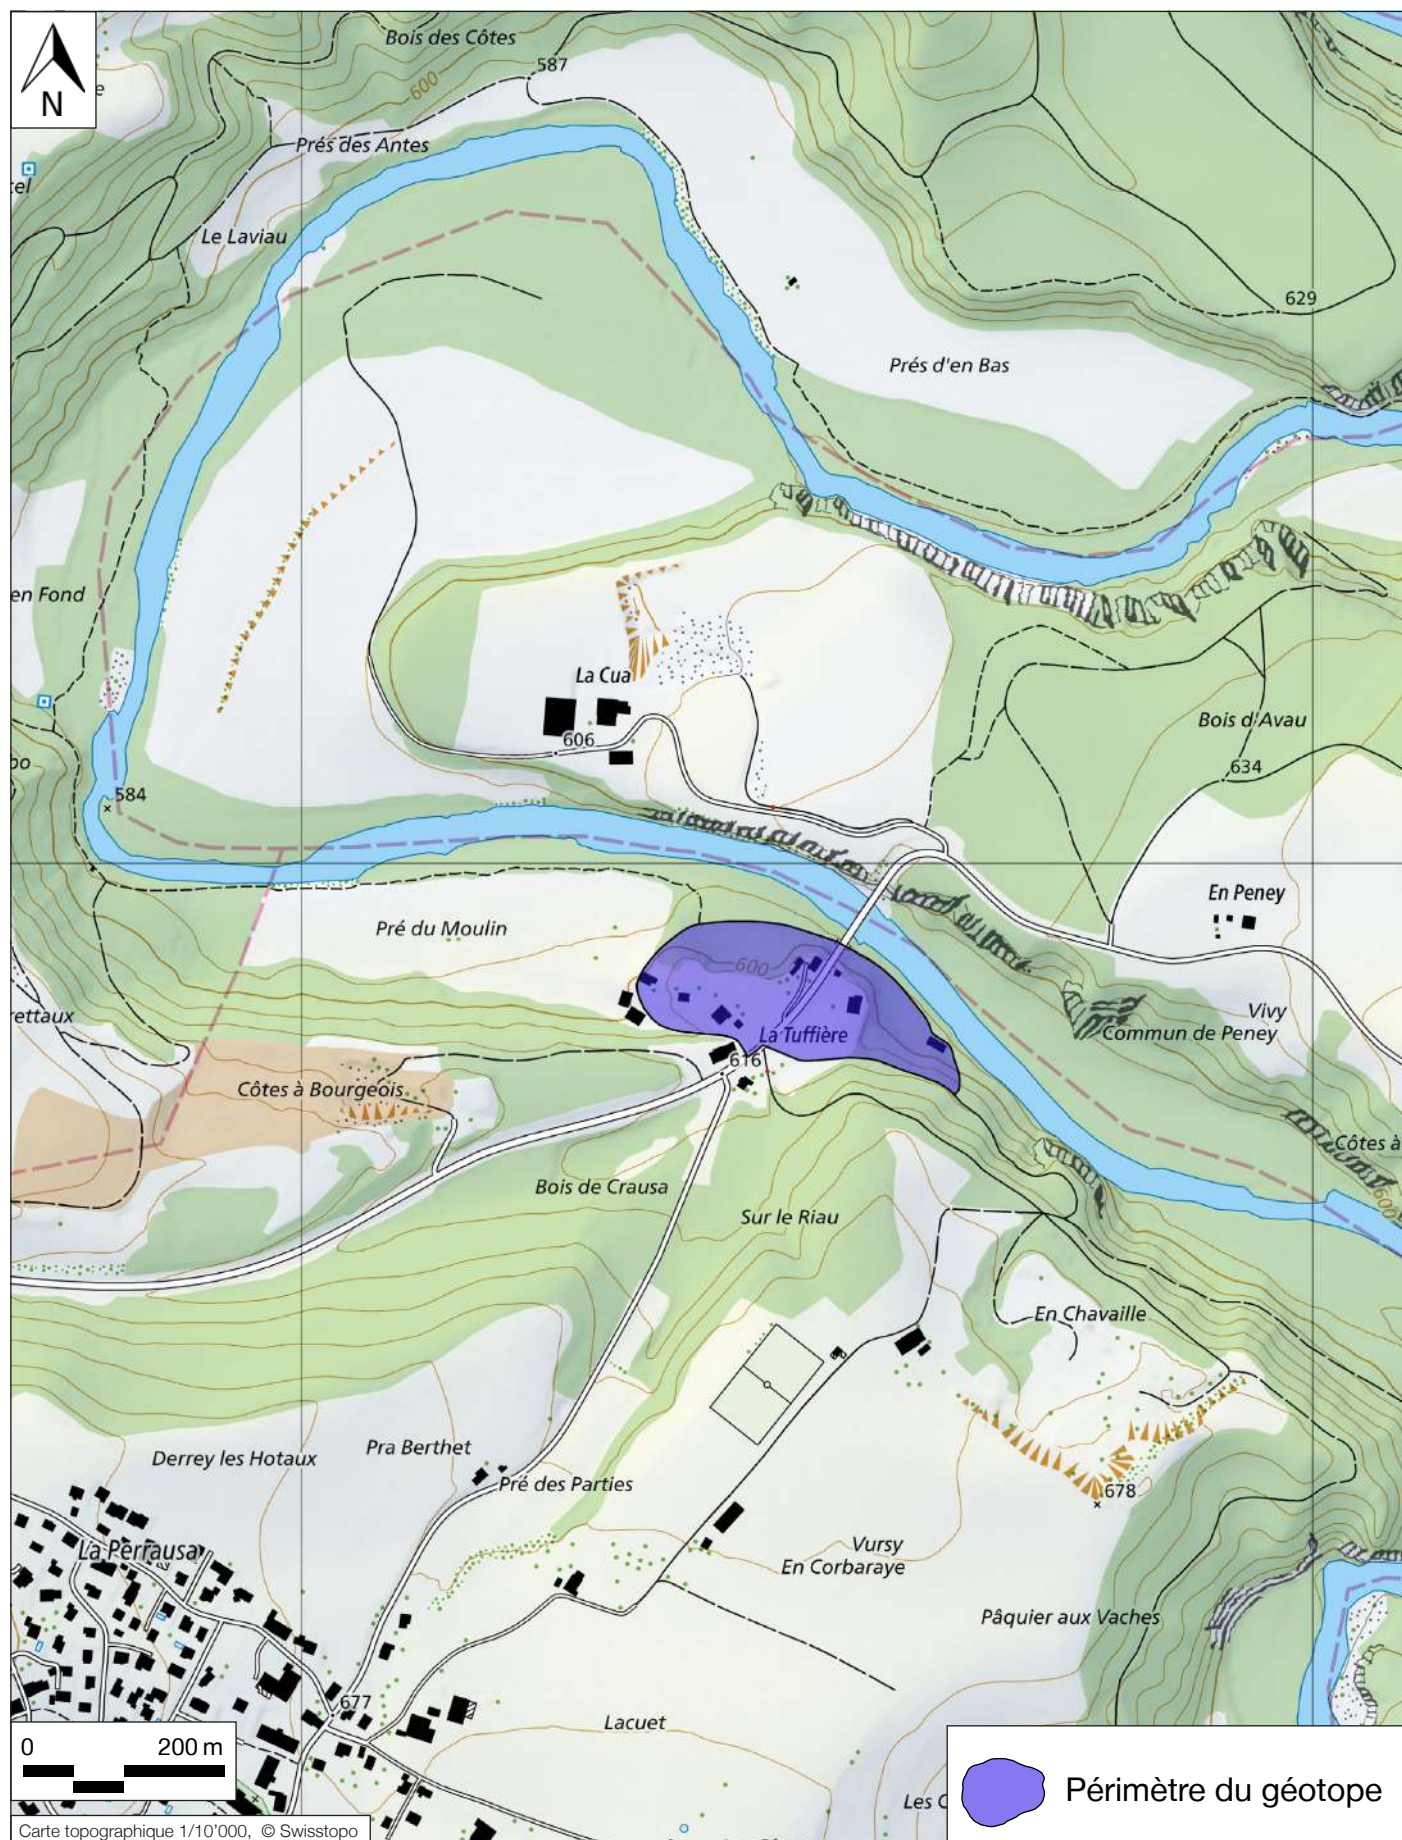 N
Bois des Côtes
587
600
e
Prés des Antes
el
Le Laviau
629
Prés d'en Bas
en Fond
La Cua
606
Bois d'Avau
634
584
En Peney
Pré du Moulin
600
La Tuffière
Vivy
Commun de Peney
rettaux
616
Côtes à Bourgeois
Côtes à
600
Bois de Crausa
Sur le Riau
En Chavaille
Derrey les Hotaux
Pra Berthet
Pré des Parties
678
La Perrausa
Vursy
En Corbaraye
Pâquier aux Vaches
677
Lacuet
0 200 m
Les C
Périmètre du géotope
Carte topographique 1/10'000, © Swisstopo